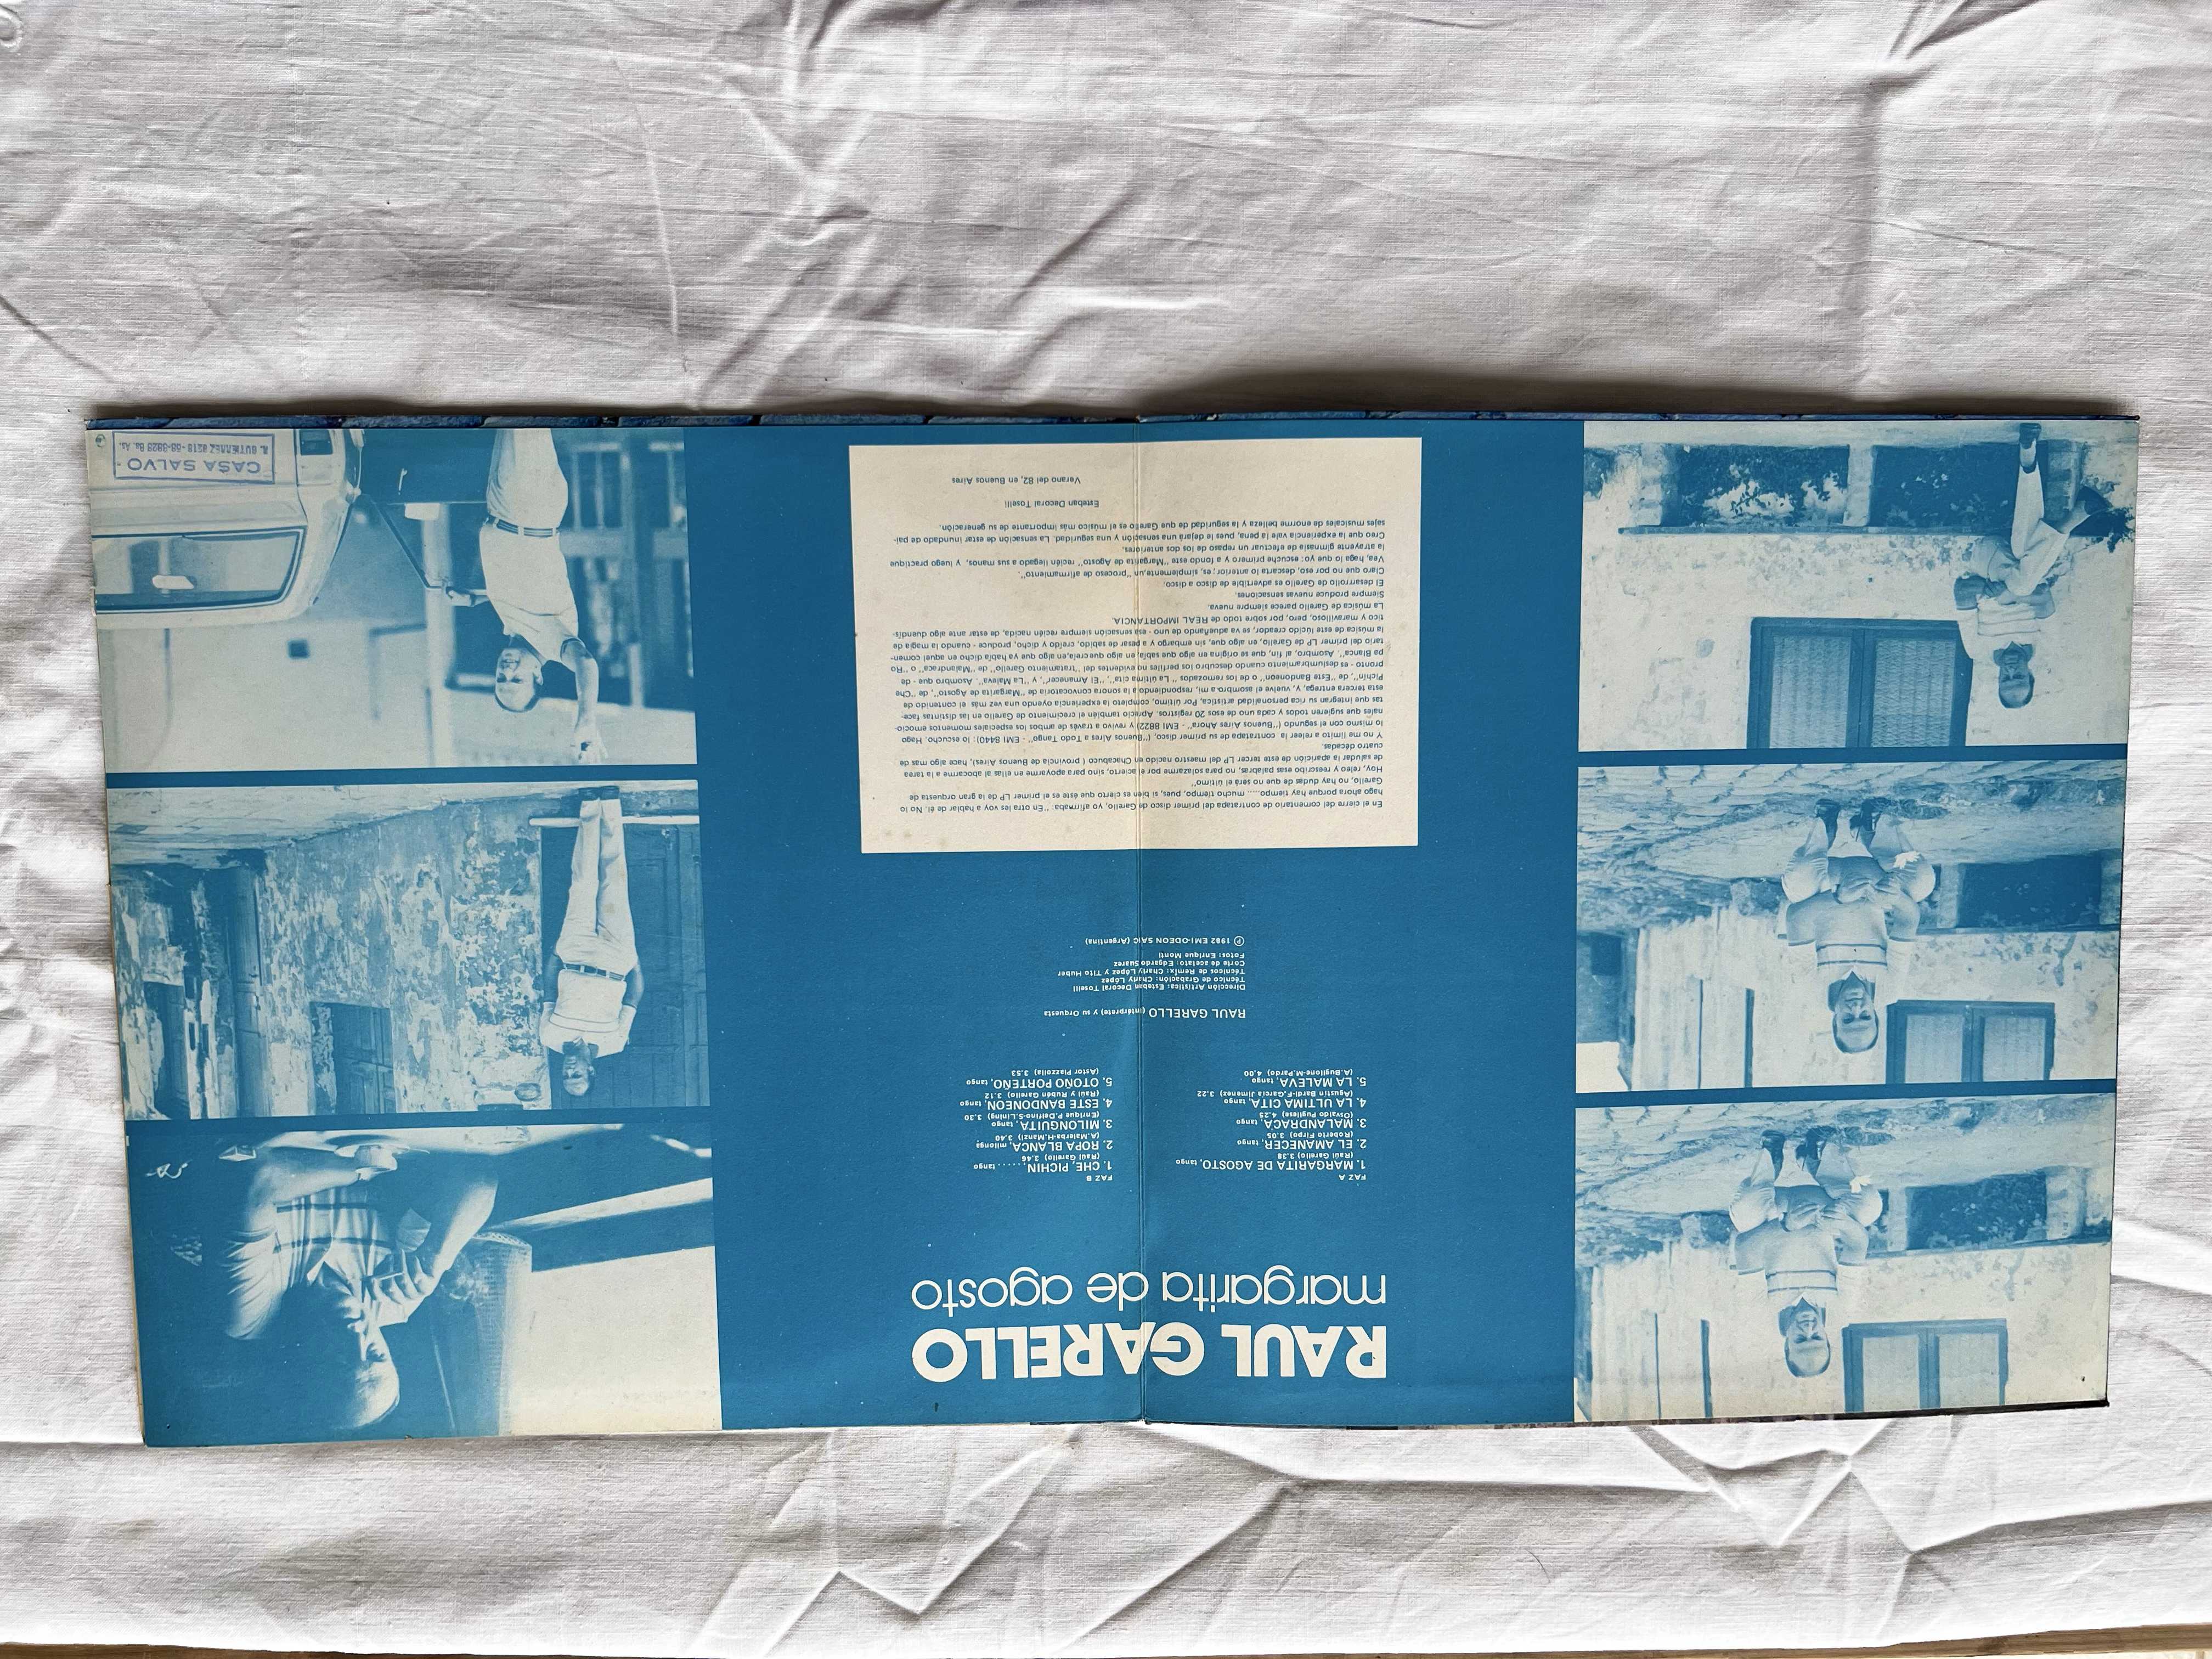 RAUL GARELLO
margarita de agosto
FAZ A
1. MARGARITA DE AGOSTO, tango
(Raúl Garello) 3.38
2. EL AMANECER, tango
(Roberto Firpo) 3.05
3. MALANDRACA, tango
(Osvaldo Pugliese) 4.25
4. LA ULTIMA CITA, tango
(Agustín Bardi-F.García Jimenez) 3.22
5. LA MALEVA, tango
(A.Buglione-M.Pardo) 4.00
FAZ B
1. CHE, PICHIN,...... tango
(Raúl Garello) 3.46
2. ROPA BLANCA, milonga
(A.Malerba-H.Manzi) 3.40
3. MILONGUITA, tango
(Enrique P.Delfino-S.Lining) 3.30
4. ESTE BANDONEON, tango
(Raúl y Rubén Garello) 3.12
5. OTOÑO PORTEÑO, tango
(Astor Piazzolla) 3.53
RAUL GARELLO (intérprete) y su Orquesta
Dirección Artística: Esteban Decoral Toselli
Técnico de Grabación: Charly López
Técnicos de Remix: Charly López y Tito Huber
Corte de acetato: Edgardo Suarez
Fotos: Enrique Monti
Ⓟ 1982 EMI-ODEON SAIC (Argentina)
En el cierre del comentario de contratapa del primer disco de Garello, yo afirmaba: "En otra les voy a hablar de él. No lo
hago ahora porque hay tiempo..... mucho tiempo, pues, si bien es cierto que éste es el primer LP de la gran orquesta de
Garello, no hay dudas de que no será el último"
Hoy, releo y reescribo esas palabras, no para solazarme por el acierto, sino para apoyarme en ellas al abocarme a la tarea
de saludar la aparición de este tercer LP del maestro nacido en Chacabuco ( provincia de Buenos Aires), hace algo mas de
cuatro décadas.
Y no me limito a releer la contratapa de su primer disco, ("Buenos Aires a Todo Tango" - EMI 8440): lo escucho. Hago
lo mismo con el segundo ("Buenos Aires Ahora" - EMI 8822) y revivo a través de ambos los especiales momentos emocio-
nales que sugieren todos y cada uno de esos 20 registros. Aprecio también el crecimiento de Garello en las distintas face-
tas que integran su rica personalidad artística. Por último, completo la experiencia oyendo una vez más el contenido de
esta tercera entrega, y, vuelve el asombro a mí, respondiendo a la sonora convocatoria de "Margarita de Agosto", de "Che
Pichín", de "Este Bandoneon" o de los remozados " La última cita", "El Amanecer", y "La Maleva". Asombro que - de
pronto - es deslumbramiento cuando descubro los perfiles no evidentes del "tratamiento Garello" de "Malandraca" o "Ro
pa Blanca". Asombro, al fin, que se origina en algo que sabía, en algo que creía, en algo que ya había dicho en aquel comen-
tario del primer LP de Garello, en algo que, sin embargo y a pesar de sabido, creído y dicho, produce - cuando la magia de
la música de este lúcido creador, se va adueñando de uno - esa sensación siempre recién nacida, de estar ante algo duendís-
tico y maravilloso, pero, por sobre todo de REAL IMPORTANCIA.
La música de Garello parece siempre nueva.
Siempre produce nuevas sensaciones.
El desarrollo de Garello es advertible de disco a disco.
Claro que no por eso, descarta lo anterior; es, simplemente, un "proceso de afirmamiento".
Vea, haga lo que yo: escuche primero y a fondo este "Margarita de Agosto" recién llegado a sus manos, y luego practique
la atrayente gimnasia de efectuar un repaso de los dos anteriores.
Creo que la experiencia vale la pena, pues le dejará una sensación y una seguridad. La sensación de estar inundado de pai-
sajes musicales de enorme belleza y la seguridad de que Garello es el músico más importante de su generación.
Esteban Decoral Toselli
Verano del 82, en Buenos Aires
CASA SALVO
R. GUTIERREZ 3213 - 58-3829 Bs. As.